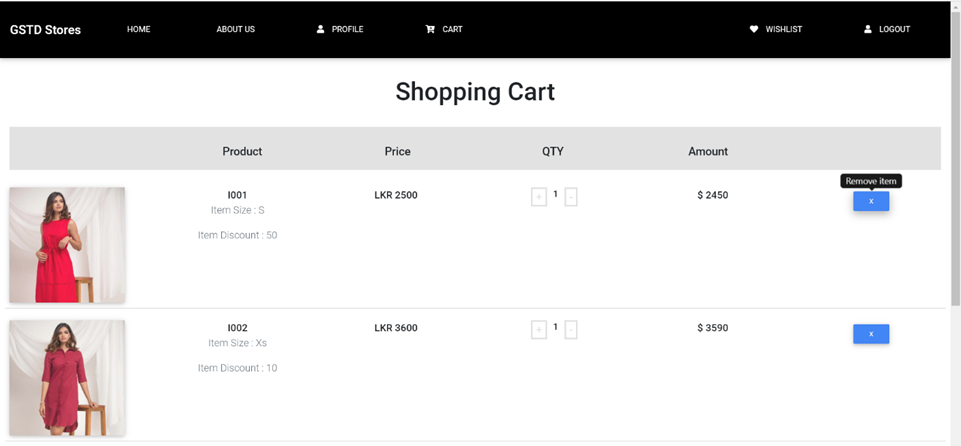 GSTD Stores HOME ABOUT US PROFILE CART WISHLIST LOGOUT
Shopping Cart
Product Price QTY Amount
Remove item
I001 LKR 2500 + 1 - $ 2450 x
Item Size : S
Item Discount : 50
I002 LKR 3600 + 1 - $ 3590 x
Item Size : Xs
Item Discount : 10